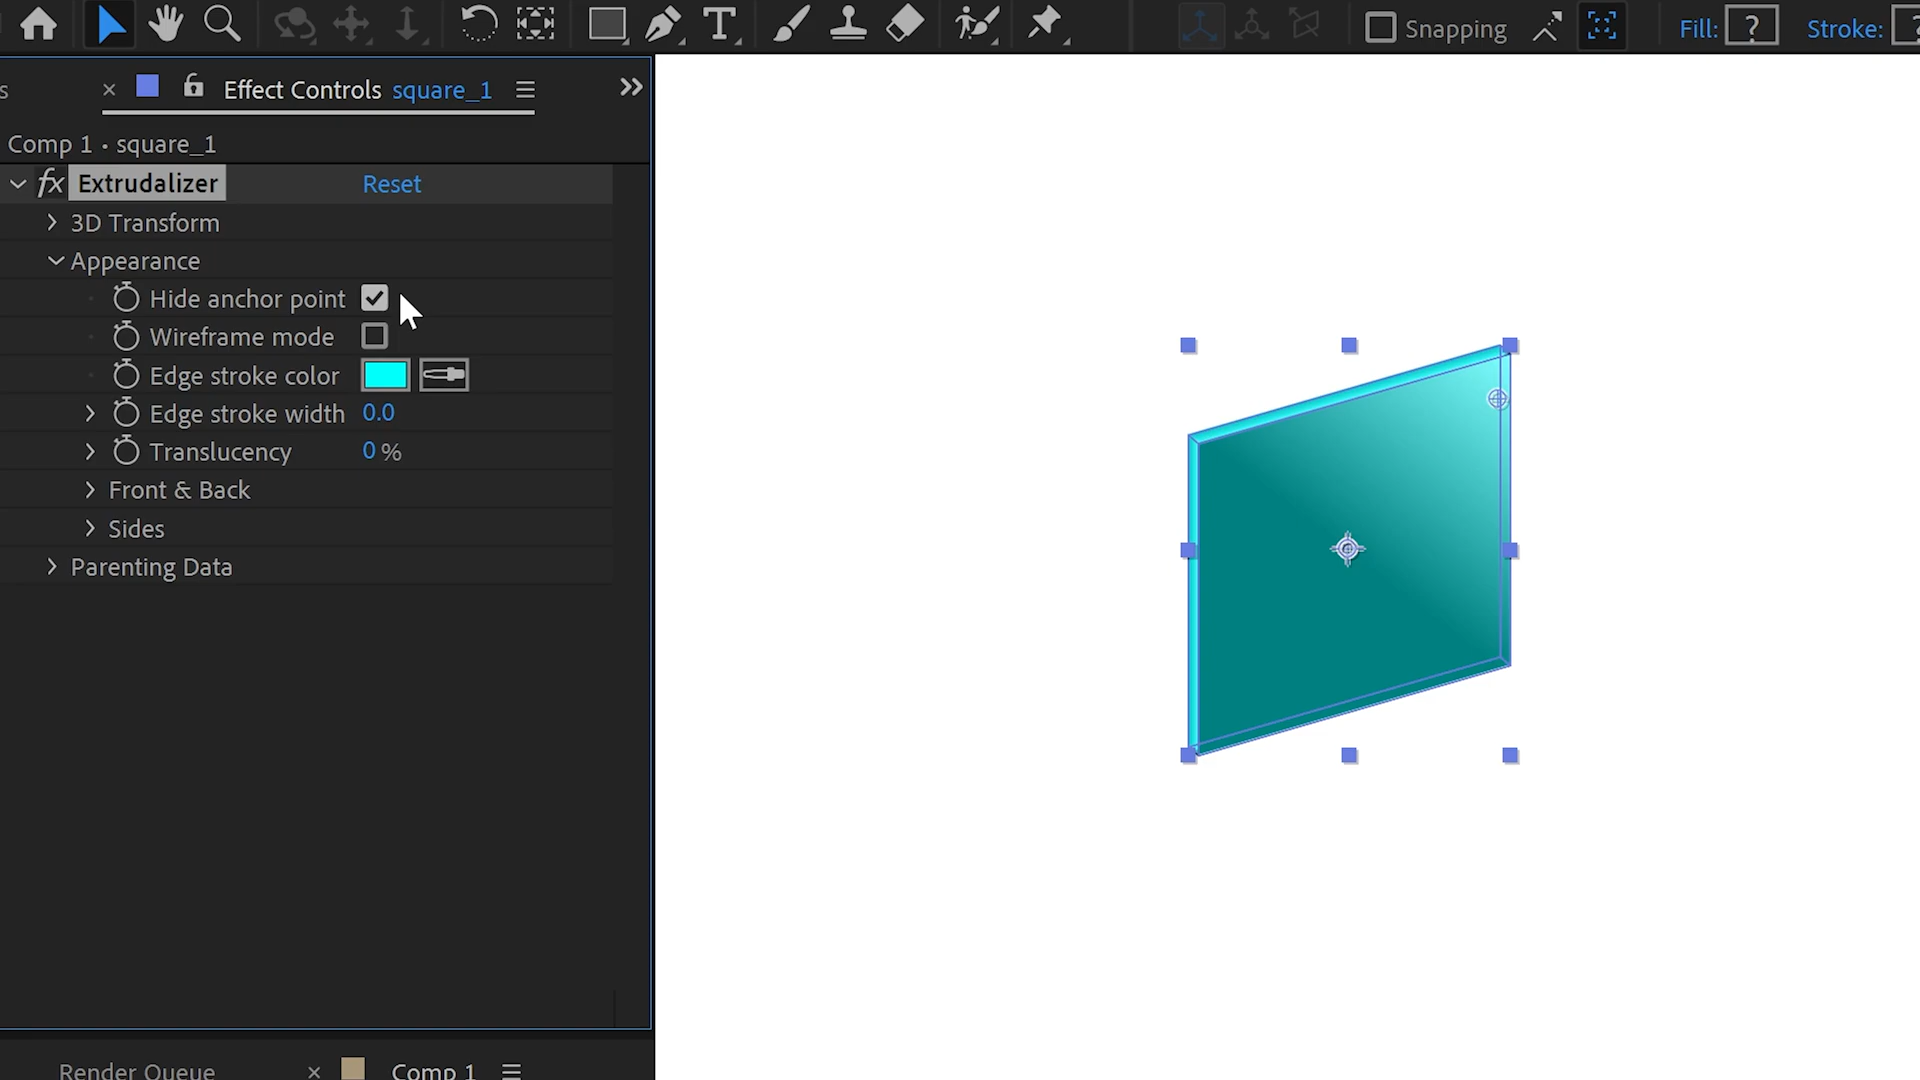 Snapping
Fill: ?
Stroke: ?
s
Effect Controls square_1
Comp 1 • square_1
fx Extrudalizer Reset
3D Transform
Appearance
Hide anchor point
Wireframe mode
Edge stroke color
Edge stroke width 0.0
Translucency 0 %
Front & Back
Sides
Parenting Data
Render Queue
Comp 1